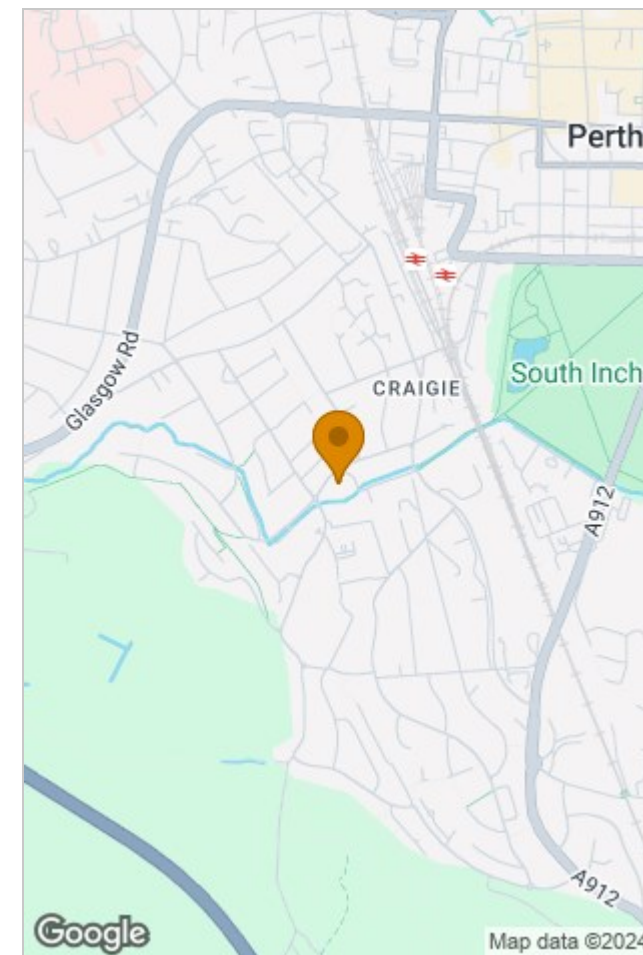 Perth
South Inch
CRAIGIE
Glasgow Rd
A912
A912
Google
Map data ©2024